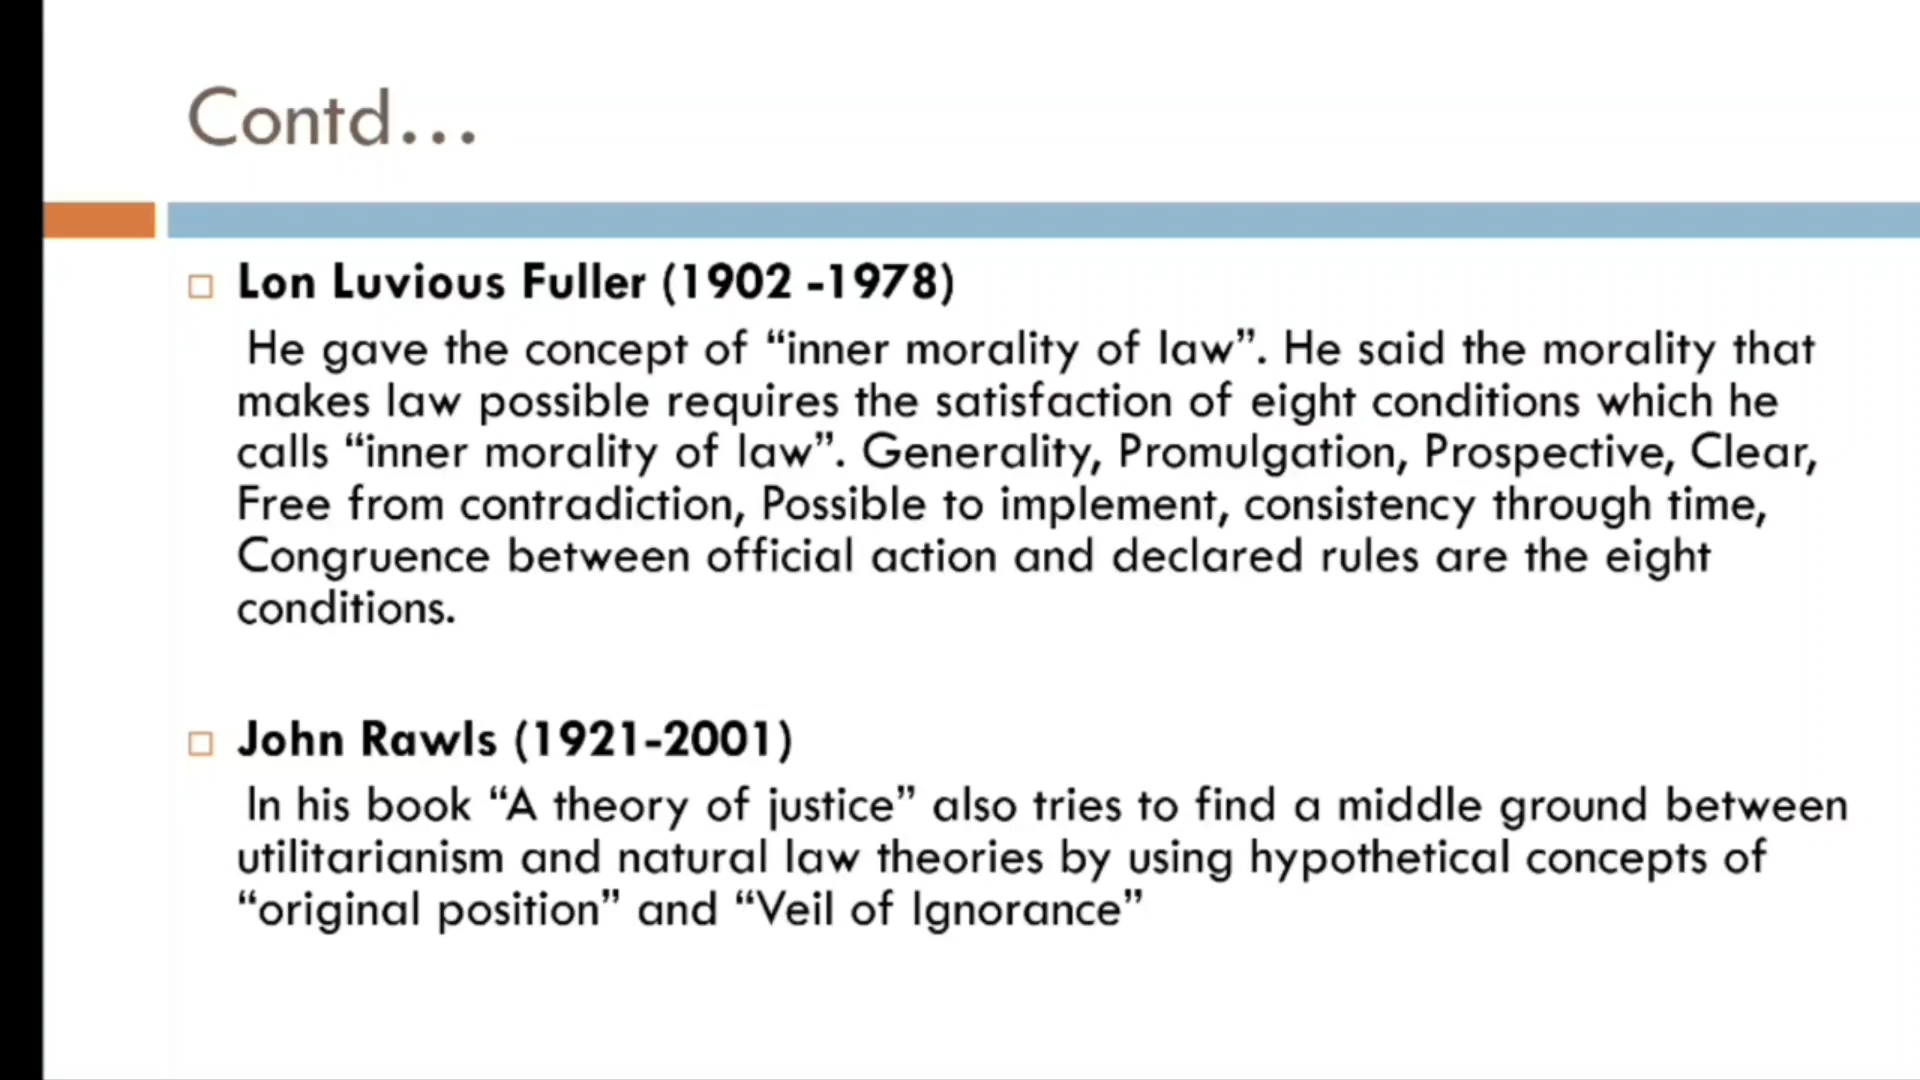 Contd...
Lon Luvious Fuller (1902 -1978)
He gave the concept of “inner morality of law”. He said the morality that
makes law possible requires the satisfaction of eight conditions which he
calls “inner morality of law”. Generality, Promulgation, Prospective, Clear,
Free from contradiction, Possible to implement, consistency through time,
Congruence between official action and declared rules are the eight
conditions.
John Rawls (1921-2001)
In his book “A theory of justice” also tries to find a middle ground between
utilitarianism and natural law theories by using hypothetical concepts of
“original position” and “Veil of Ignorance”